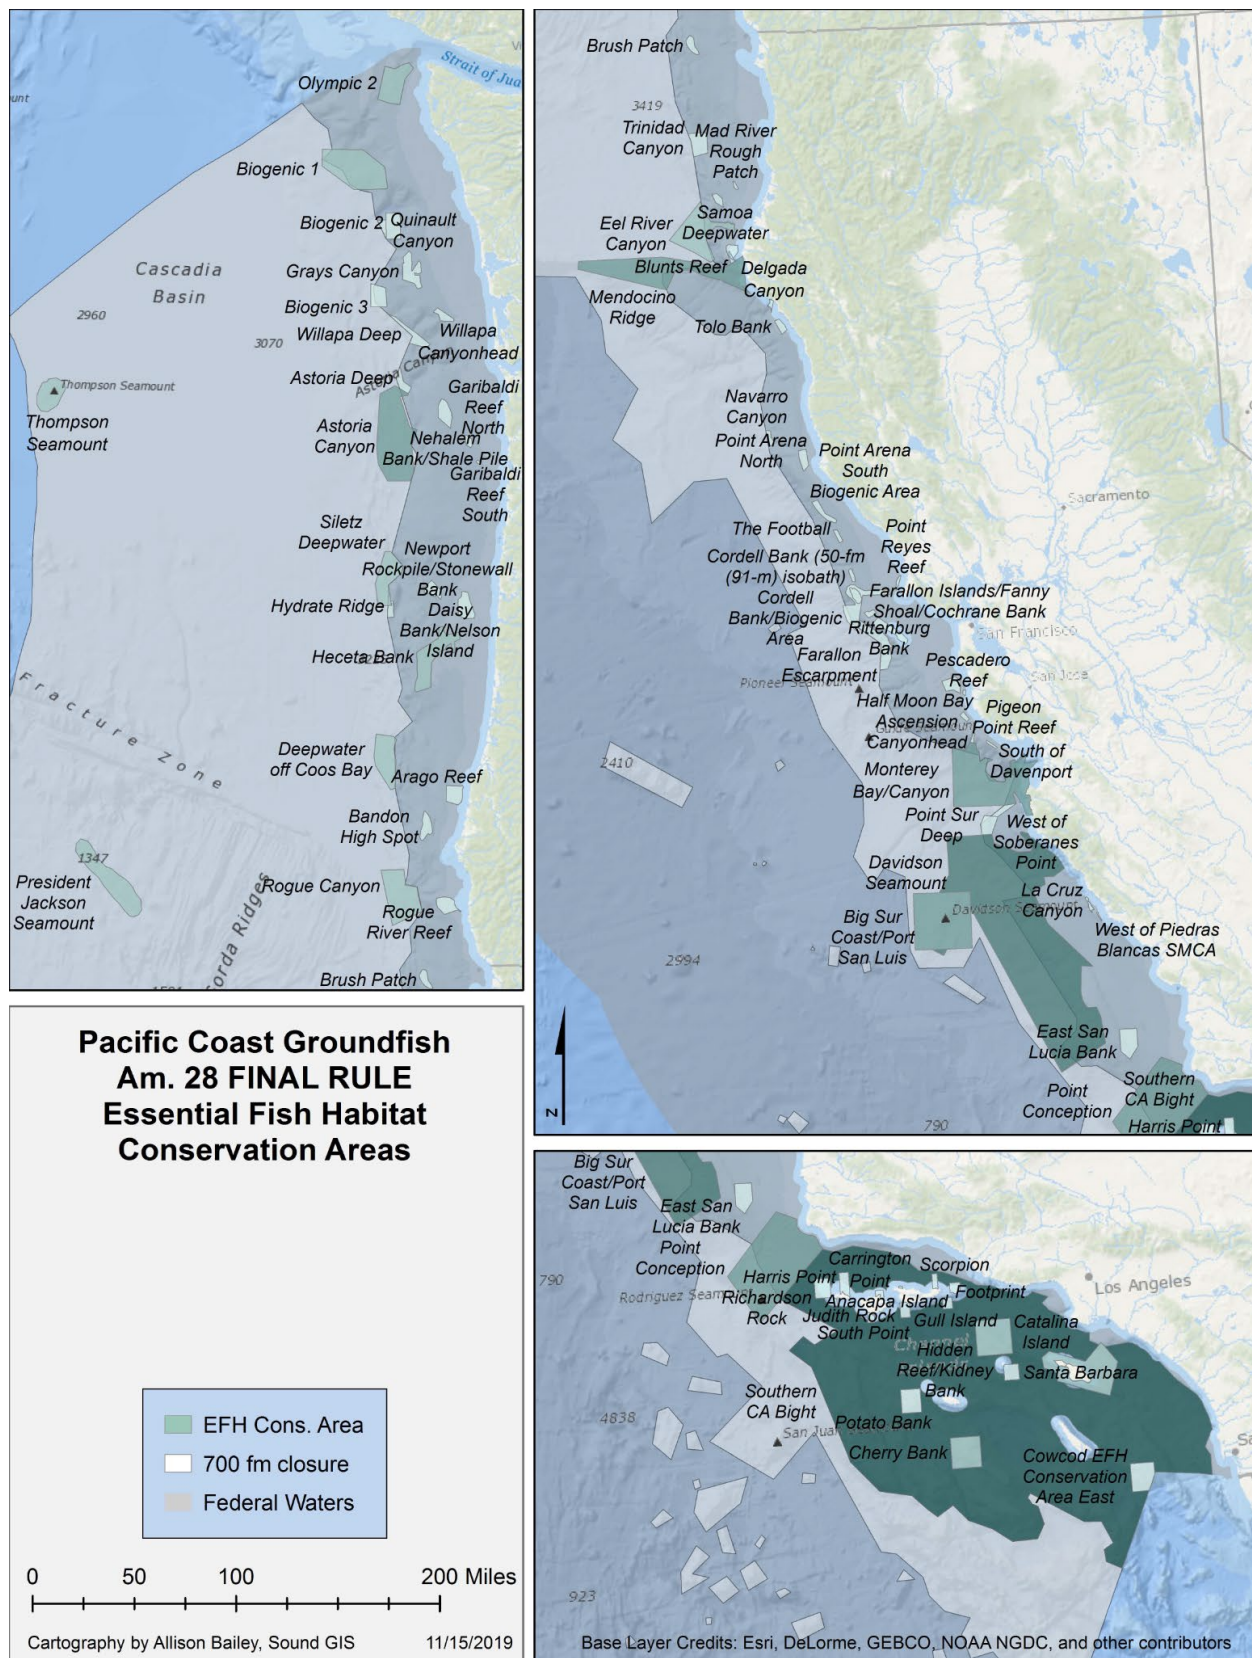 Strait of Jua
Olympic 2
Biogenic 1
Biogenic 2
Quinault
Canyon
Cascadia
Basin
Grays Canyon
Biogenic 3
2960
3070
Willapa Deep
Willapa
Canyonhead
Astoria Canyon
Astoria Deep
Thompson Seamount
Thompson
Seamount
Garibaldi
Reef
North
Astoria
Canyon
Nehalem
Bank/Shale Pile
Garibaldi
Reef
South
Siletz
Deepwater
Newport
Rockpile/Stonewall
Bank
Hydrate Ridge
Daisy
Bank/Nelson
Island
Heceta Bank
Fracture Zone
Deepwater
off Coos Bay
Arago Reef
Bandon
High Spot
1347
President
Jackson
Seamount
Rogue Canyon
Rogue
River Reef
orda Ridges
Brush Patch
Brush Patch
3419
Trinidad
Canyon
Mad River
Rough
Patch
Eel River
Canyon
Samoa
Deepwater
Blunts Reef
Delgada
Canyon
Mendocino
Ridge
Tolo Bank
Navarro
Canyon
Point Arena
North
Point Arena
South
Biogenic Area
Sacramento
The Football
Point
Reyes
Reef
Cordell Bank (50-fm
(91-m) isobath)
Cordell
Bank/Biogenic
Area
Farallon Islands/Fanny
Shoal/Cochrane Bank
San Francisco
Rittenburg
Bank
Farallon
Escarpment
Pioneer Seamount
Pescadero
Reef
San Jose
Half Moon Bay
Ascension
Canyonhead
Pigeon
Point Reef
South of
Davenport
2410
Monterey
Bay/Canyon
Point Sur
Deep
West of
Soberanes
Point
Davidson
Seamount
La Cruz
Canyon
Davidson Seamount
Big Sur
Coast/Port
San Luis
West of Piedras
Blancas SMCA
2994
East San
Lucia Bank
Point
Conception
Southern
CA Bight
790
Harris Point
N
Pacific Coast Groundfish
Am. 28 FINAL RULE
Essential Fish Habitat
Conservation Areas
EFH Cons. Area
700 fm closure
Federal Waters
0 50 100 200 Miles
Cartography by Allison Bailey, Sound GIS 11/15/2019
Big Sur
Coast/Port
San Luis
East San
Lucia Bank
Point
Conception
790
Carrington
Point
Scorpion
Los Angeles
Harris Point
Footprint
Richardson
Rock
Anacapa Island
Judith Rock
Gull Island
South Point
Catalina
Island
Hidden
Reef/Kidney
Bank
Santa Barbara
Southern
CA Bight
4838
Potato Bank
Cherry Bank
Cowcod EFH
Conservation
Area East
923
Base Layer Credits: Esri, DeLorme, GEBCO, NOAA NGDC, and other contributors